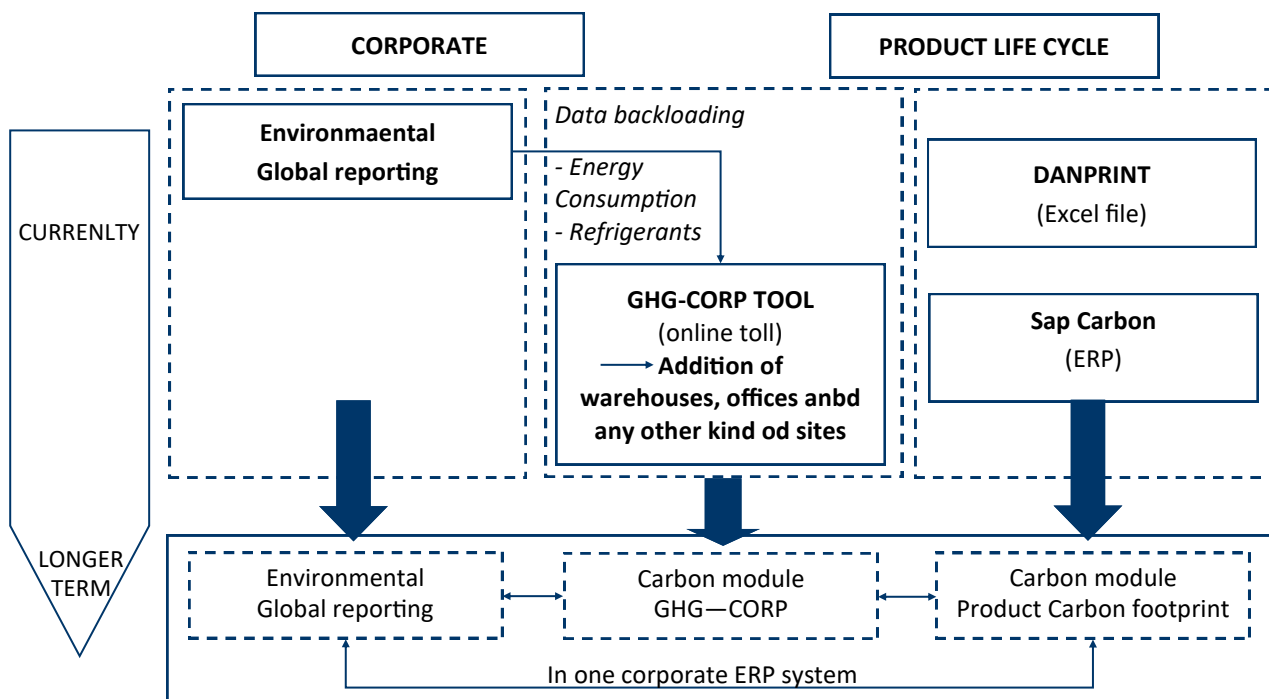 CORPORATE
PRODUCT LIFE CYCLE
CURRENLTY
Environmaental
Global reporting
Data backloading
- Energy
Consumption
- Refrigerants
GHG-CORP TOOL
(online toll)
Addition of
warehouses, offices anbd
any other kind od sites
DANPRINT
(Excel file)
Sap Carbon
(ERP)
LONGER
TERM
Environmental
Global reporting
Carbon module
GHG—CORP
Carbon module
Product Carbon footprint
In one corporate ERP system